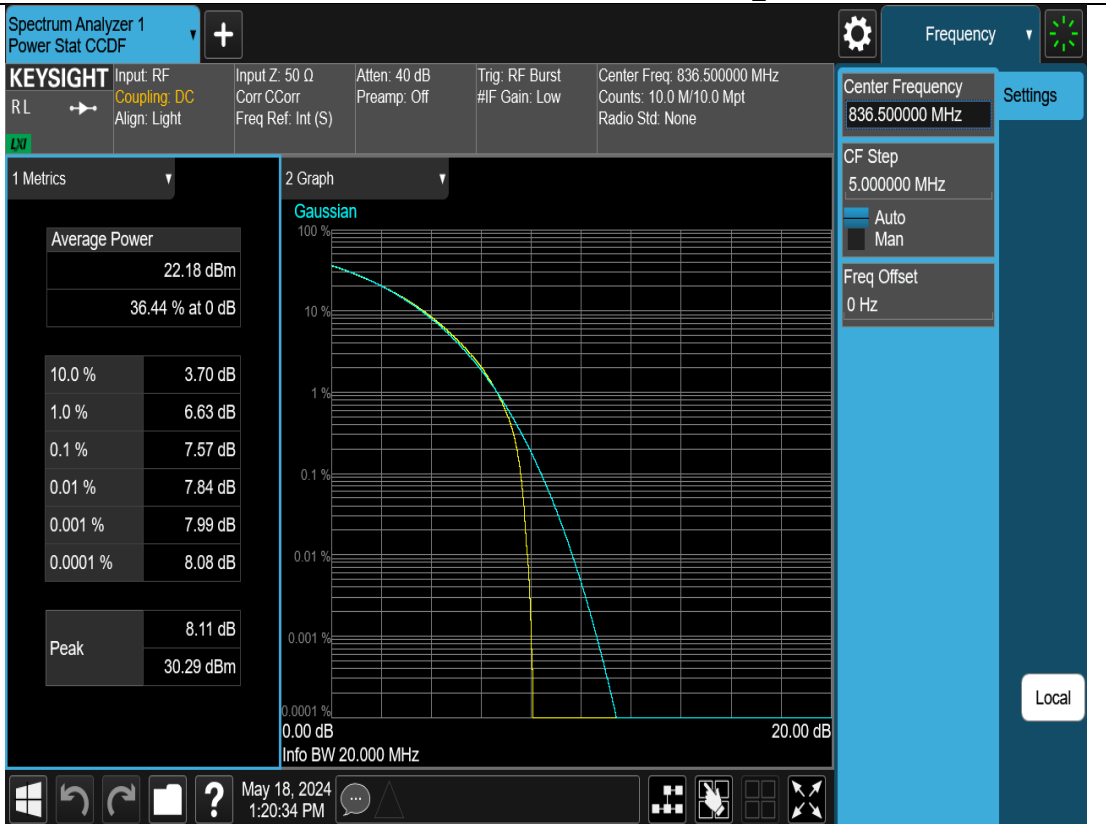 Spectrum Analyzer 1
Power Stat CCDF
+
Frequency
KEYSIGHT
R L
LXI
Input: RF
Coupling: DC
Align: Light
Input Z: 50 Ω
Corr CCorr
Freq Ref: Int (S)
Atten: 40 dB
Preamp: Off
Trig: RF Burst
#IF Gain: Low
Center Freq: 836.500000 MHz
Counts: 10.0 M/10.0 Mpt
Radio Std: None
1 Metrics
Average Power
22.18 dBm
36.44 % at 0 dB
10.0 % 3.70 dB
1.0 % 6.63 dB
0.1 % 7.57 dB
0.01 % 7.84 dB
0.001 % 7.99 dB
0.0001 % 8.08 dB
Peak
8.11 dB
30.29 dBm
2 Graph
Gaussian
100 %
10 %
1 %
0.1 %
0.01 %
0.001 %
0.0001 %
0.00 dB 20.00 dB
Info BW 20.000 MHz
Center Frequency
836.500000 MHz
CF Step
5.000000 MHz
Auto
Man
Freq Offset
0 Hz
Settings
Local
?
May 18, 2024
1:20:34 PM